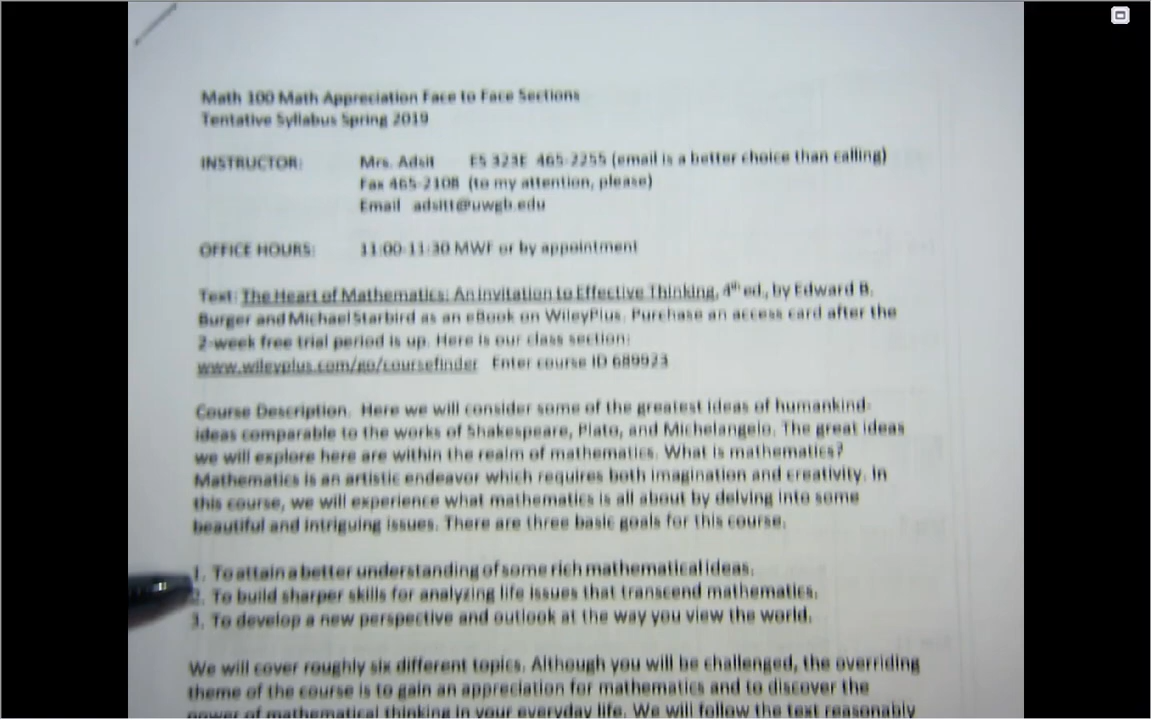 Math 100 Math Appreciation Face to Face Sections
Tentative Syllabus Spring 2019
INSTRUCTOR: Mrs. Adsit ES 323E 465-2255 (email is a better choice than calling)
Fax 465-2108 (to my attention, please)
Email adsitt@uwgb.edu
OFFICE HOURS: 11:00-11:30 MWF or by appointment
Text: The Heart of Mathematics: An invitation to Effective Thinking, 4th ed., by Edward B.
Burger and Michael Starbird as an eBook on WileyPlus. Purchase an access card after the
2-week free trial period is up. Here is our class section:
www.wileyplus.com/go/coursefinder Enter course ID 689923
Course Description. Here we will consider some of the greatest ideas of humankind-
ideas comparable to the works of Shakespeare, Plato, and Michelangelo. The great ideas
we will explore here are within the realm of mathematics. What is mathematics?
Mathematics is an artistic endeavor which requires both imagination and creativity. In
this course, we will experience what mathematics is all about by delving into some
beautiful and intriguing issues. There are three basic goals for this course.
1. To attain a better understanding of some rich mathematical ideas.
2. To build sharper skills for analyzing life issues that transcend mathematics.
3. To develop a new perspective and outlook at the way you view the world.
We will cover roughly six different topics. Although you will be challenged, the overriding
theme of the course is to gain an appreciation for mathematics and to discover the
power of mathematical thinking in your everyday life. We will follow the text reasonably